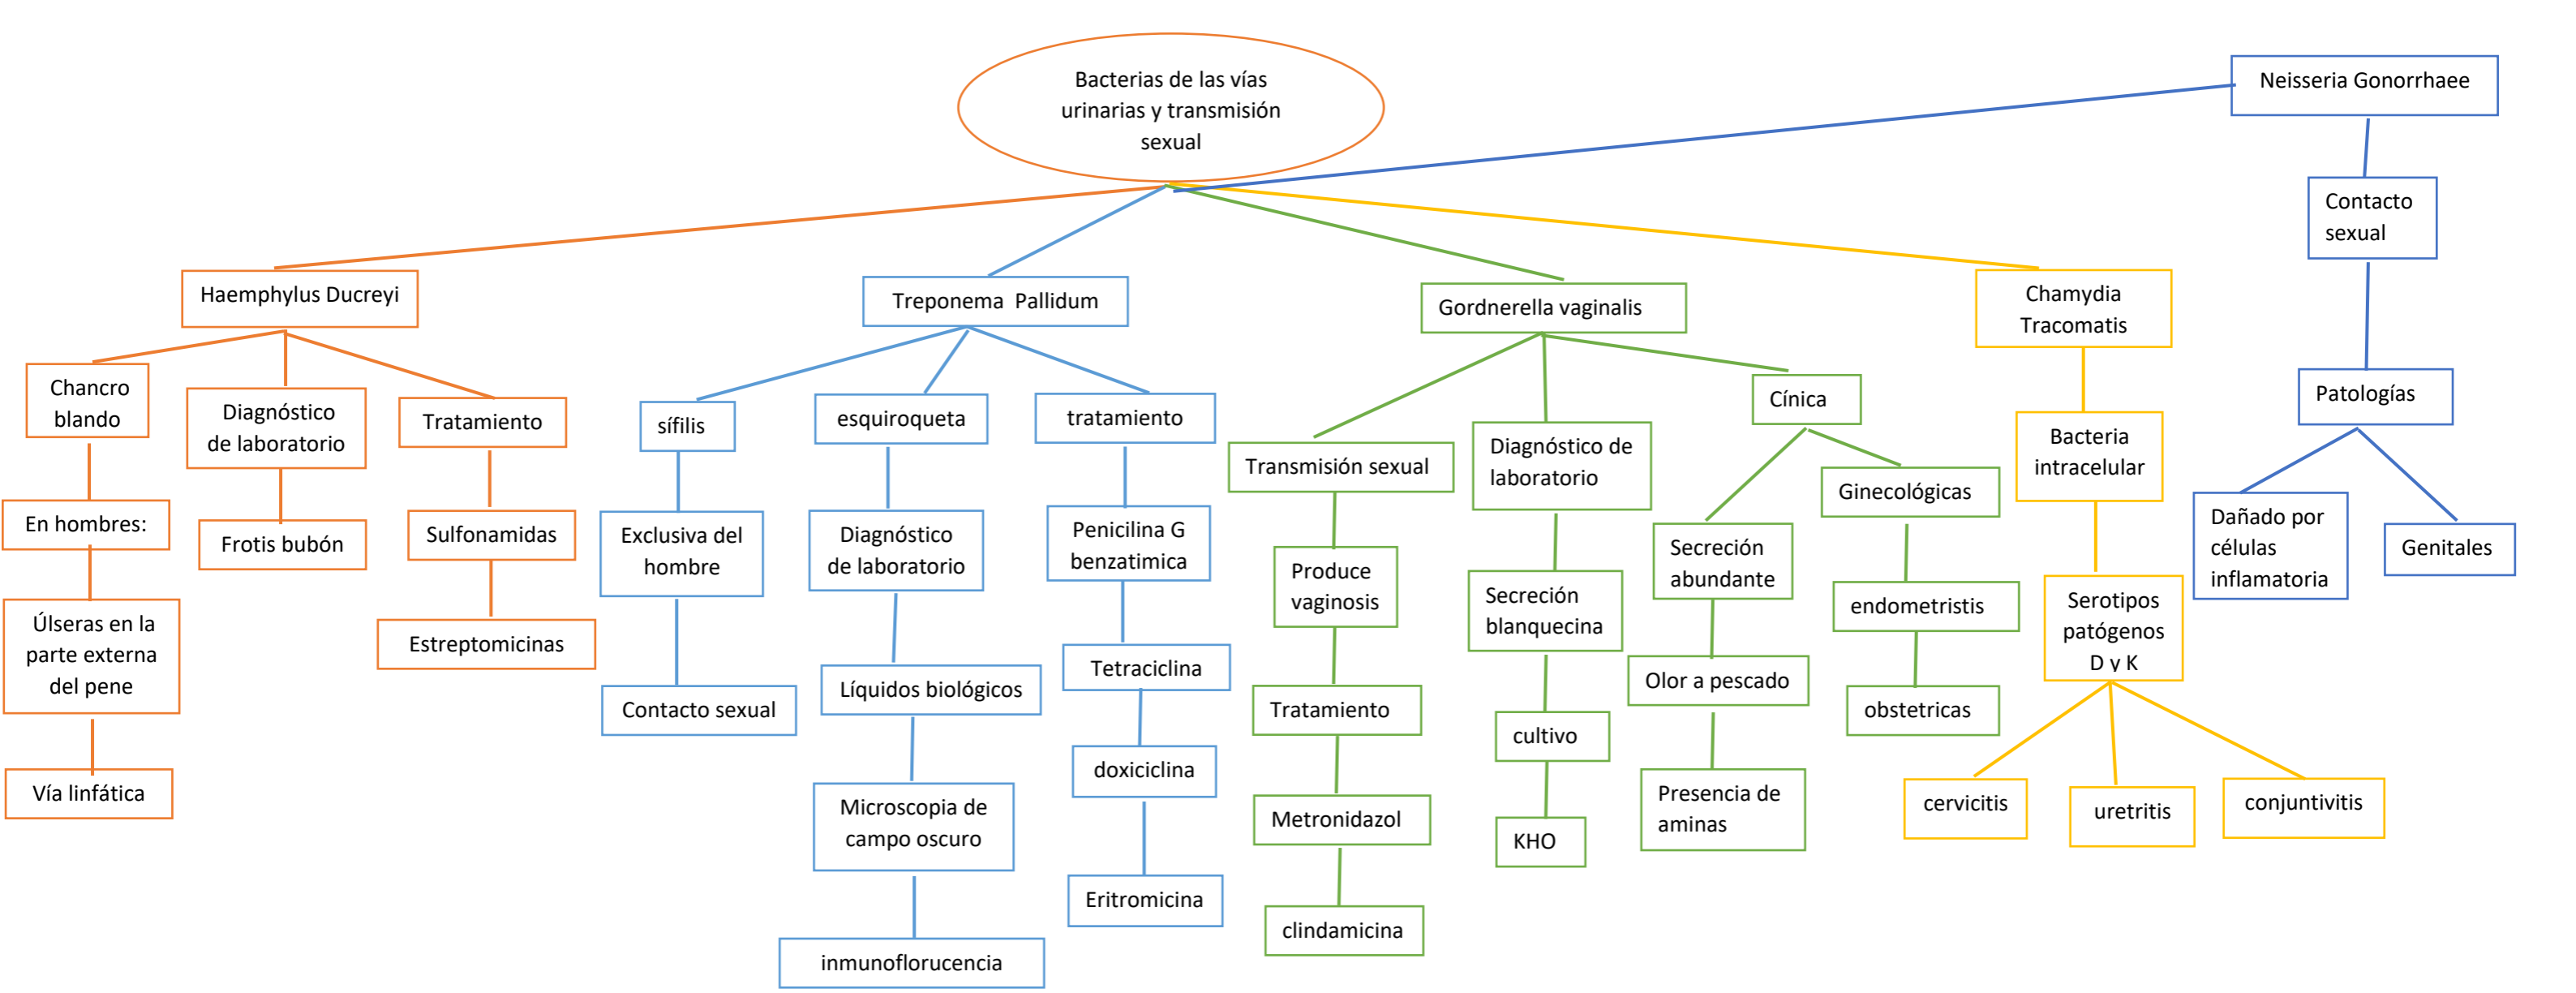 Bacterias de las vías
urinarias y transmisión
sexual
Neisseria Gonorrhaee
Contacto
sexual
Patologías
Dañado por
células
inflamatoria
Genitales
Haemphylus Ducreyi
Chancro
blando
En hombres:
Úlseras en la
parte externa
del pene
Vía linfática
Diagnóstico
de laboratorio
Frotis bubón
Tratamiento
Sulfonamidas
Estreptomicinas
Treponema  Pallidum
sífilis
Exclusiva del
hombre
Contacto sexual
esquiroqueta
Diagnóstico
de laboratorio
Líquidos biológicos
Microscopia de
campo oscuro
inmunoflorucencia
tratamiento
Penicilina G
benzatimica
Tetraciclina
doxiciclina
Eritromicina
Gordnerella vaginalis
Transmisión sexual
Produce
vaginosis
Tratamiento
Metronidazol
clindamicina
Diagnóstico de
laboratorio
Secreción
blanquecina
cultivo
KHO
Cínica
Secreción
abundante
Olor a pescado
Presencia de
aminas
Ginecológicas
endometristis
obstetricas
Chamydia
Tracomatis
Bacteria
intracelular
Serotipos
patógenos
D y K
cervicitis
uretritis
conjuntivitis